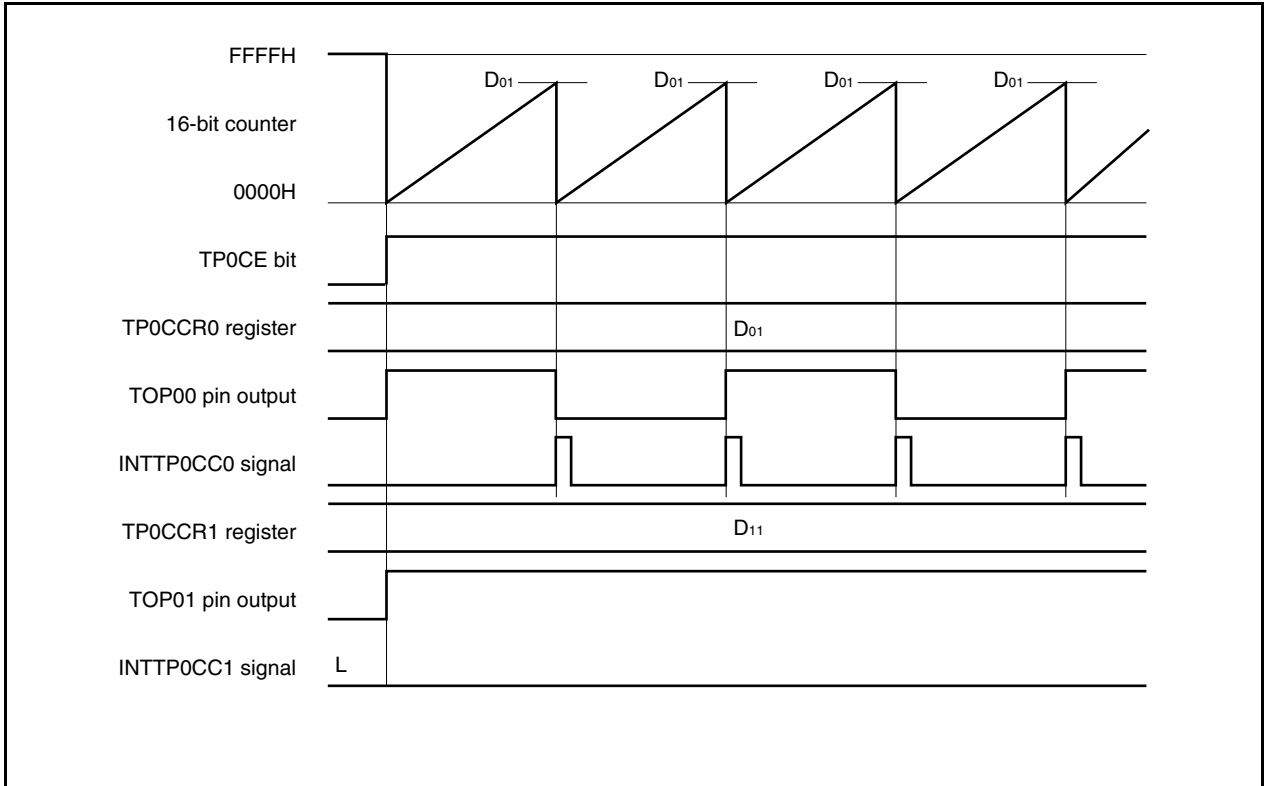 FFFFH
D01 D01 D01 D01
16-bit counter
0000H
TP0CE bit
TP0CCR0 register D01
TOP00 pin output
INTTP0CC0 signal
TP0CCR1 register D11
TOP01 pin output
INTTP0CC1 signal L